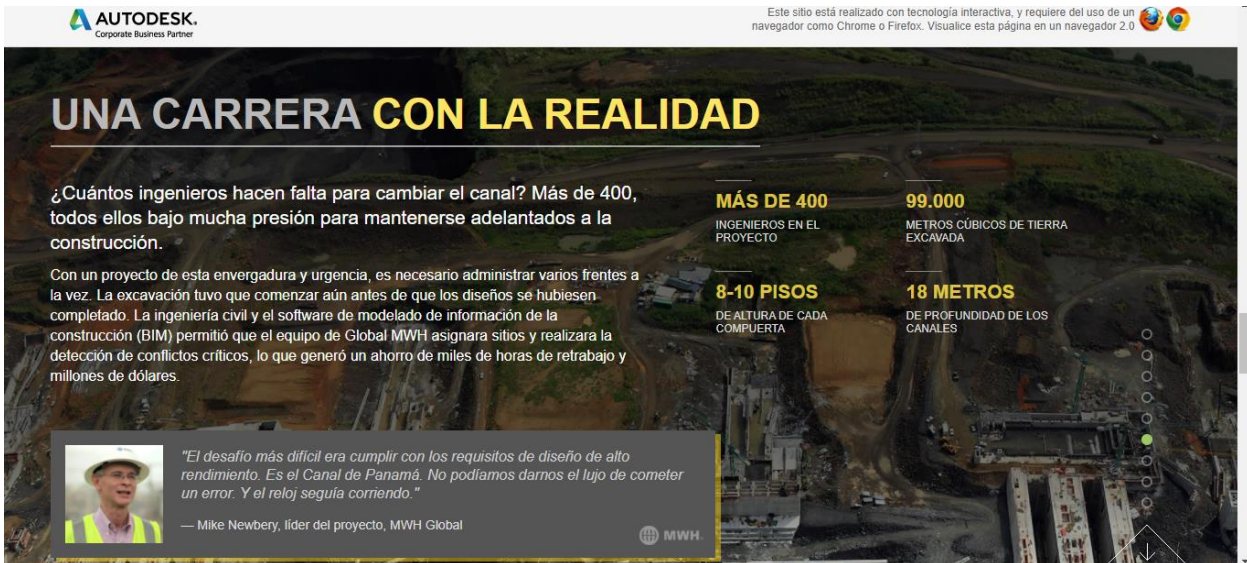 AUTODESK.
Corporate Business Partner
Este sitio está realizado con tecnología interactiva, y requiere del uso de un
navegador como Chrome o Firefox. Visualice esta página en un navegador 2.0
UNA CARRERA CON LA REALIDAD
¿Cuántos ingenieros hacen falta para cambiar el canal? Más de 400,
todos ellos bajo mucha presión para mantenerse adelantados a la
construcción.
Con un proyecto de esta envergadura y urgencia, es necesario administrar varios frentes a
la vez. La excavación tuvo que comenzar aún antes de que los diseños se hubiesen
completado. La ingeniería civil y el software de modelado de información de la
construcción (BIM) permitió que el equipo de Global MWH asignara sitios y realizara la
detección de conflictos críticos, lo que generó un ahorro de miles de horas de retrabajo y
millones de dólares.
MÁS DE 400
INGENIEROS EN EL
PROYECTO
99.000
METROS CÚBICOS DE TIERRA
EXCAVADA
8-10 PISOS
DE ALTURA DE CADA
COMPUERTA
18 METROS
DE PROFUNDIDAD DE LOS
CANALES
"El desafío más difícil era cumplir con los requisitos de diseño de alto
rendimiento. Es el Canal de Panamá. No podíamos darnos el lujo de cometer
un error. Y el reloj seguía corriendo."
— Mike Newbery, líder del proyecto, MWH Global
MWH.